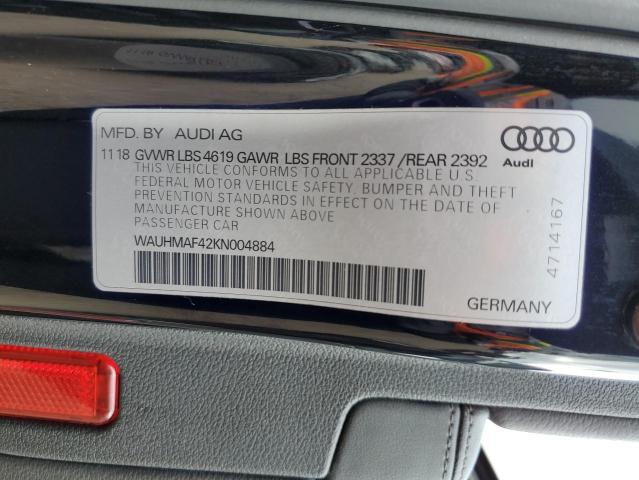 MFD. BY AUDI AG
Audi
11 18 GVWR LBS 4619 GAWR LBS FRONT 2337 /REAR 2392
THIS VEHICLE CONFORMS TO ALL APPLICABLE U.S.
FEDERAL MOTOR VEHICLE SAFETY, BUMPER AND THEFT
PREVENTION STANDARDS IN EFFECT ON THE DATE OF
MANUFACTURE SHOWN ABOVE
PASSENGER CAR
WAUHMAF42KN004884
4714167
GERMANY